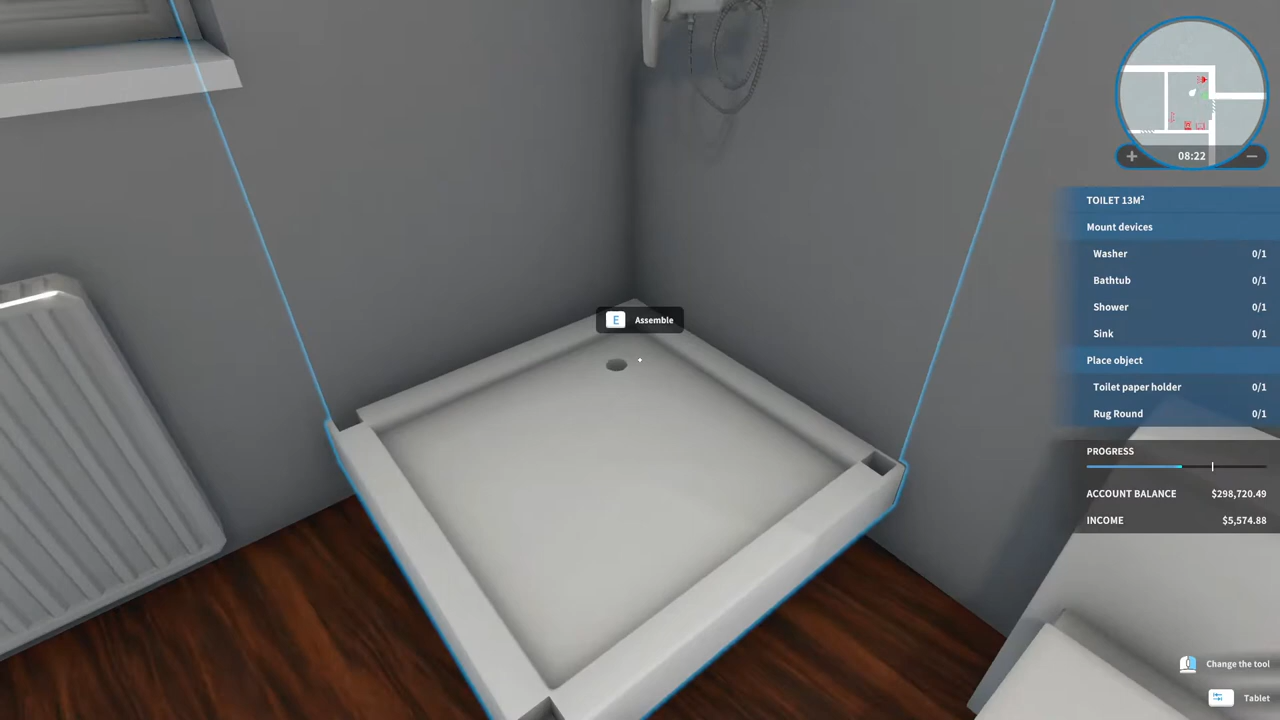 E Assemble
+ 08:22 −
TOILET 13M²
Mount devices
Washer 0/1
Bathtub 0/1
Shower 0/1
Sink 0/1
Place object
Toilet paper holder 0/1
Rug Round 0/1
PROGRESS
ACCOUNT BALANCE $298,720.49
INCOME $5,574.88
Change the tool
Tablet